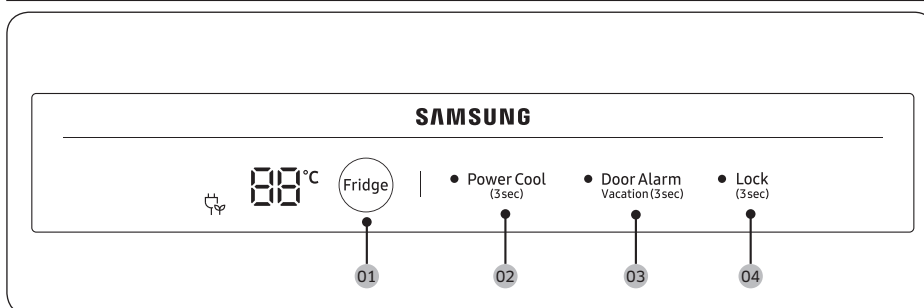 SAMSUNG
88°C
Fridge
Power Cool
(3sec)
Door Alarm
Vacation (3sec)
Lock
(3sec)
01
02
03
04